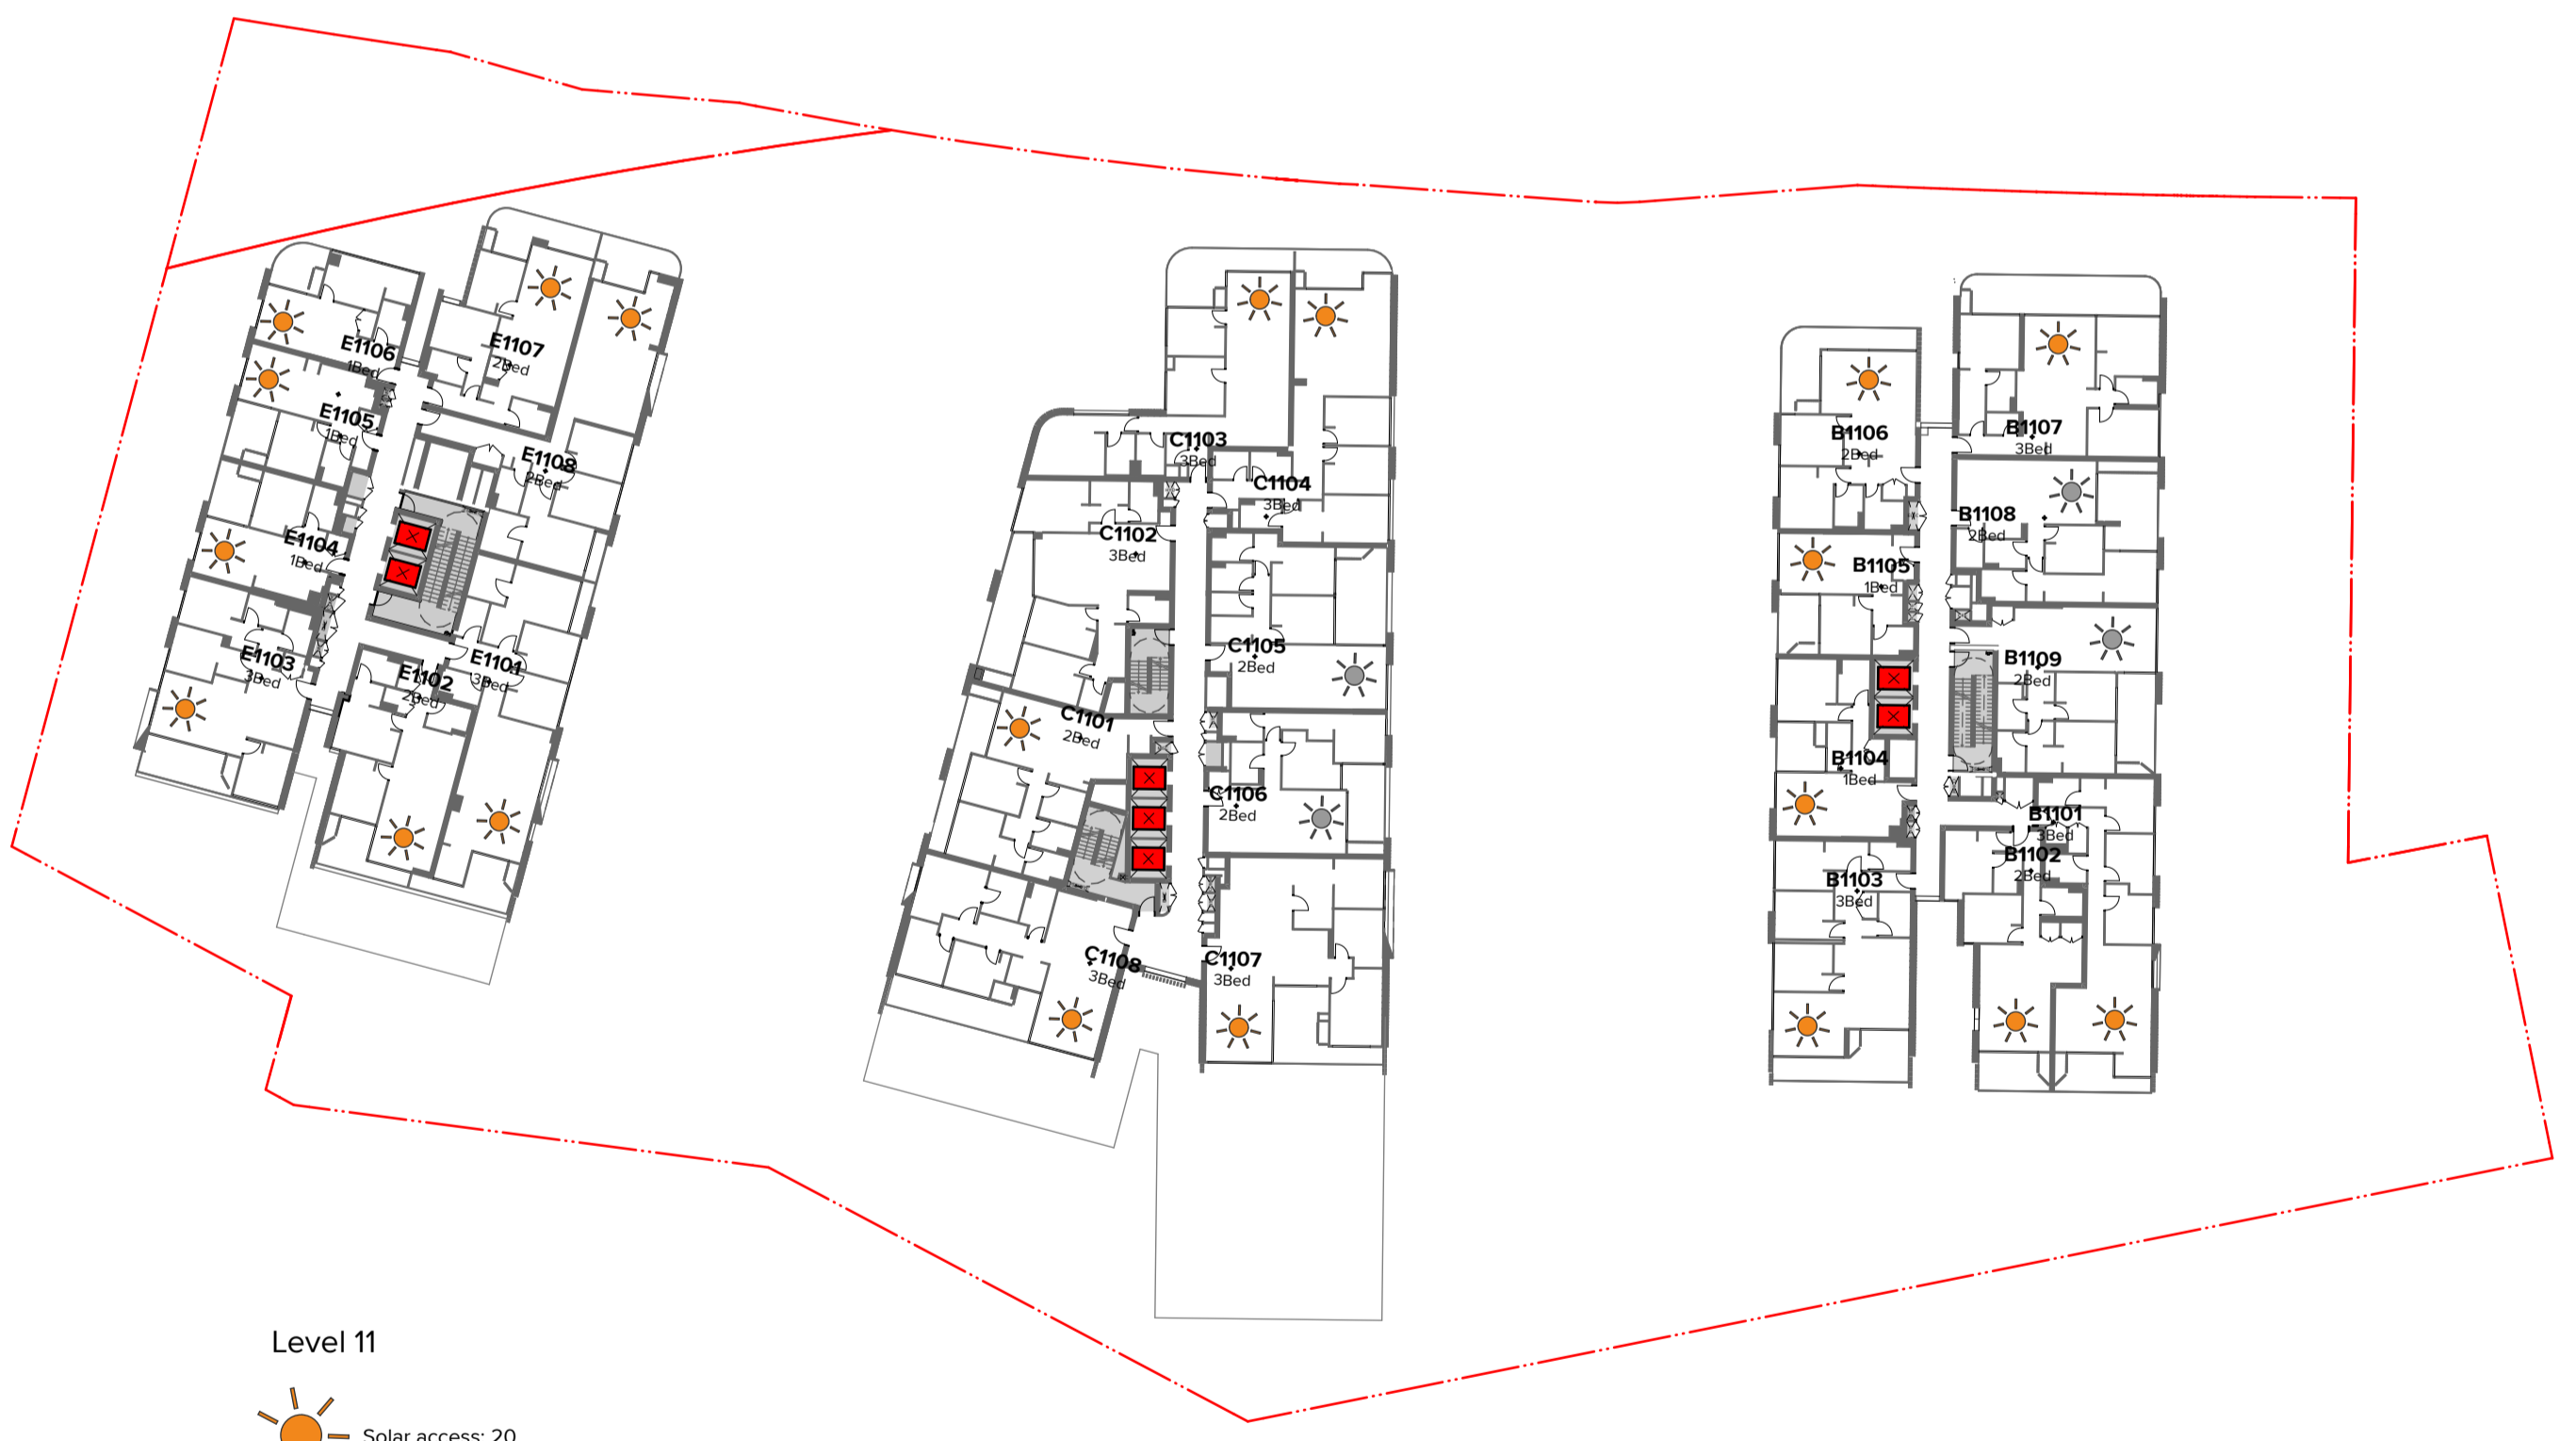 E1106
1Bed
E1107
2Bed
E1105
1Bed
E1108
2Bed
E1104
1Bed
E1103
3Bed
E1102
2Bed
E1101
3Bed
C1103
3Bed
C1104
3Bed
C1102
3Bed
C1105
2Bed
C1101
2Bed
C1106
2Bed
C1108
3Bed
C1107
3Bed
B1106
2Bed
B1107
3Bed
B1108
2Bed
B1105
1Bed
B1109
2Bed
B1104
1Bed
B1101
3Bed
B1102
2Bed
B1103
3Bed
Level 11
Solar access: 20